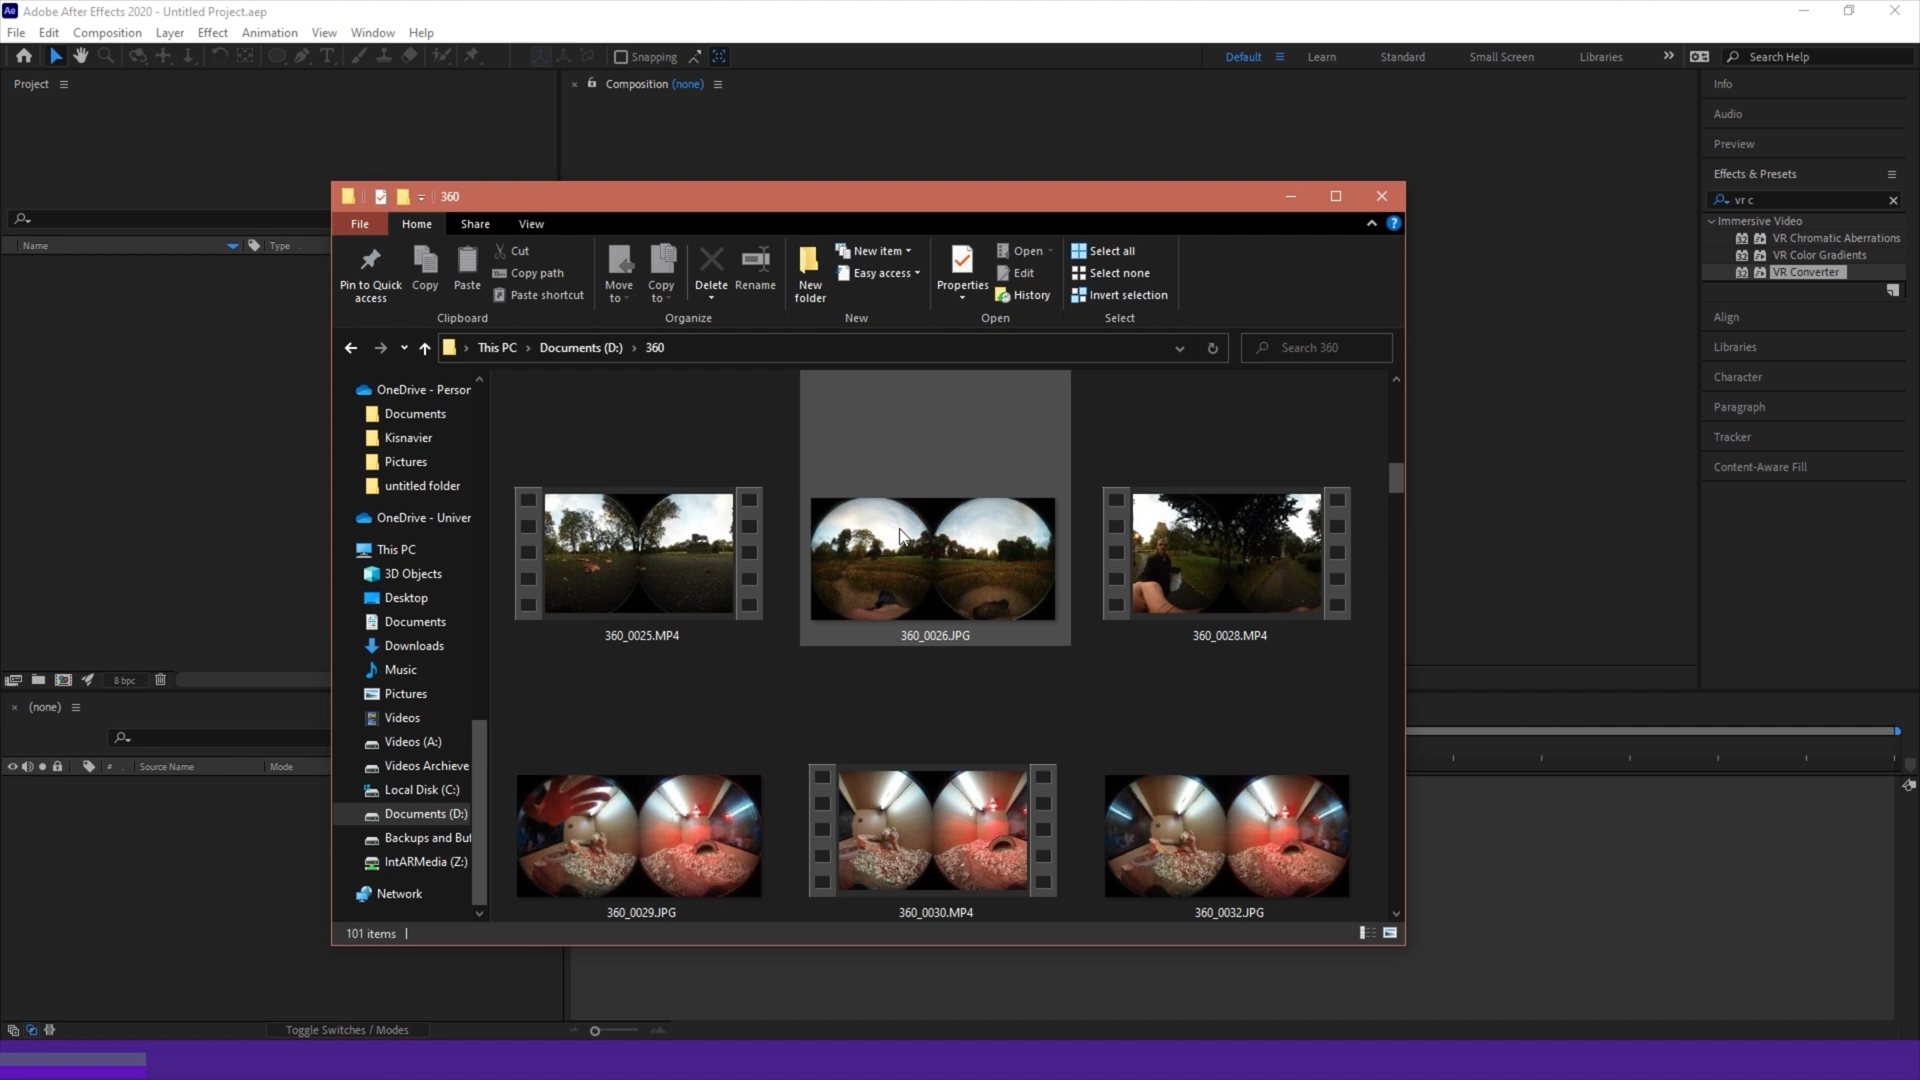 Adobe After Effects 2020 - Untitled Project.aep
File Edit Composition Layer Effect Animation View Window Help
Snapping
Default Learn Standard Small Screen Libraries Search Help
Project
Composition (none)
Name Type
8 bpc
(none)
Source Name Mode
Toggle Switches / Modes
Info
Audio
Preview
Effects & Presets
vr c
Immersive Video
VR Chromatic Aberrations
VR Color Gradients
VR Converter
Align
Libraries
Character
Paragraph
Tracker
Content-Aware Fill
360
File Home Share View
Pin to Quick access
Copy
Paste
Cut
Copy path
Paste shortcut
Clipboard
Move to
Copy to
Delete
Rename
Organize
New folder
New item
Easy access
New
Properties
Open
Edit
History
Open
Select all
Select none
Invert selection
Select
This PC › Documents (D:) › 360
Search 360
OneDrive - Person
Documents
Kisnavier
Pictures
untitled folder
OneDrive - Univer
This PC
3D Objects
Desktop
Documents
Downloads
Music
Pictures
Videos
Videos (A:)
Videos Archieve
Local Disk (C:)
Documents (D:)
Backups and Buf
IntARMedia (Z:)
Network
360_0025.MP4
360_0026.JPG
360_0028.MP4
360_0029.JPG
360_0030.MP4
360_0032.JPG
101 items